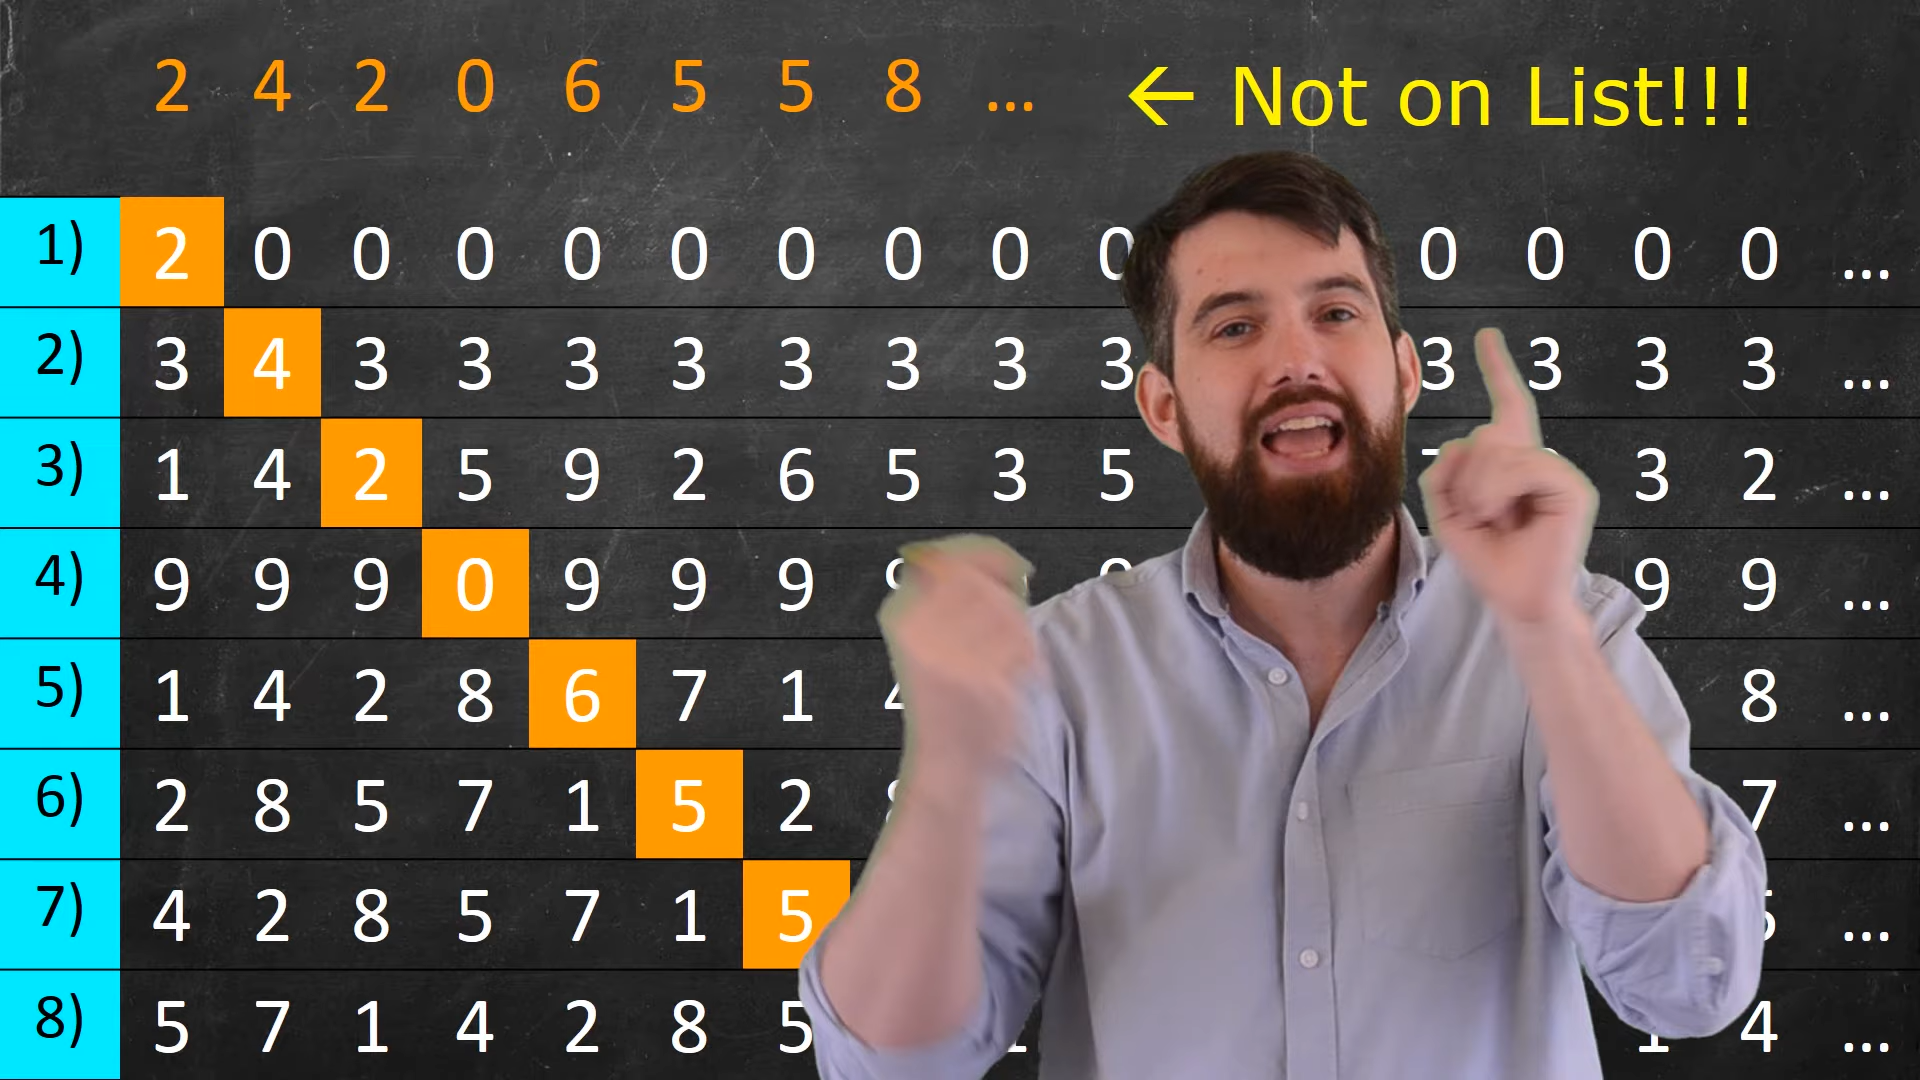 2 4 2 0 6 5 5 8 ... ← Not on List!!!
1) 2 0 0 0 0 0 0 0 0 0 0 0 0 0 ...
2) 3 4 3 3 3 3 3 3 3 3 3 3 3 3 ...
3) 1 4 2 5 9 2 6 5 3 5 3 2 ...
4) 9 9 9 0 9 9 9 9 9 ...
5) 1 4 2 8 6 7 1 4 8 ...
6) 2 8 5 7 1 5 2 7 ...
7) 4 2 8 5 7 1 5 ...
8) 5 7 1 4 2 8 5 1 4 ...